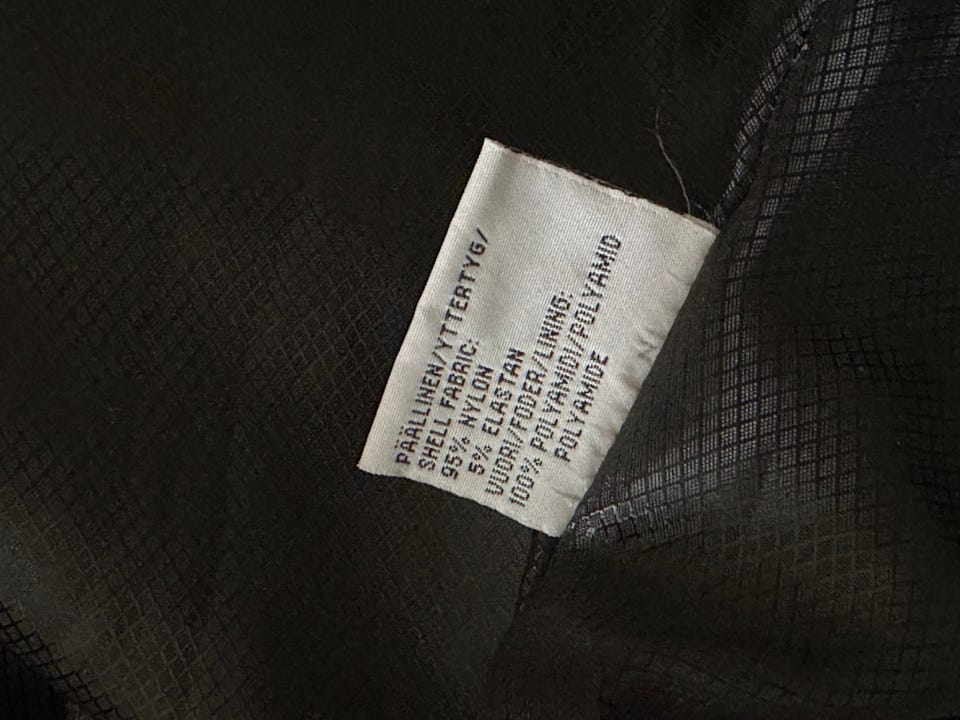 PÄÄLLINEN/YTTERTYG/
SHELL FABRIC:
95% NYLON
5% ELASTAN
VUORI/FODER/LINING:
100% POLYAMIDI/POLYAMID
POLYAMIDE